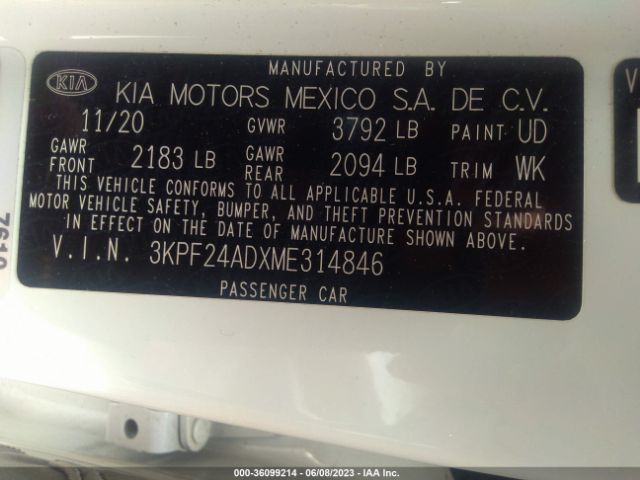 MANUFACTURED BY
KIA KIA MOTORS MEXICO S.A. DE C.V.
11/20 GVWR 3792 LB PAINT UD
GAWR FRONT 2183 LB GAWR REAR 2094 LB TRIM WK
THIS VEHICLE CONFORMS TO ALL APPLICABLE U.S.A. FEDERAL
MOTOR VEHICLE SAFETY, BUMPER, AND THEFT PREVENTION STANDARDS
IN EFFECT ON THE DATE OF MANUFACTURE SHOWN ABOVE.
V.I.N. 3KPF24ADXME314846
PASSENGER CAR
V
000-36099214 - 06/08/2023 - IAA Inc.